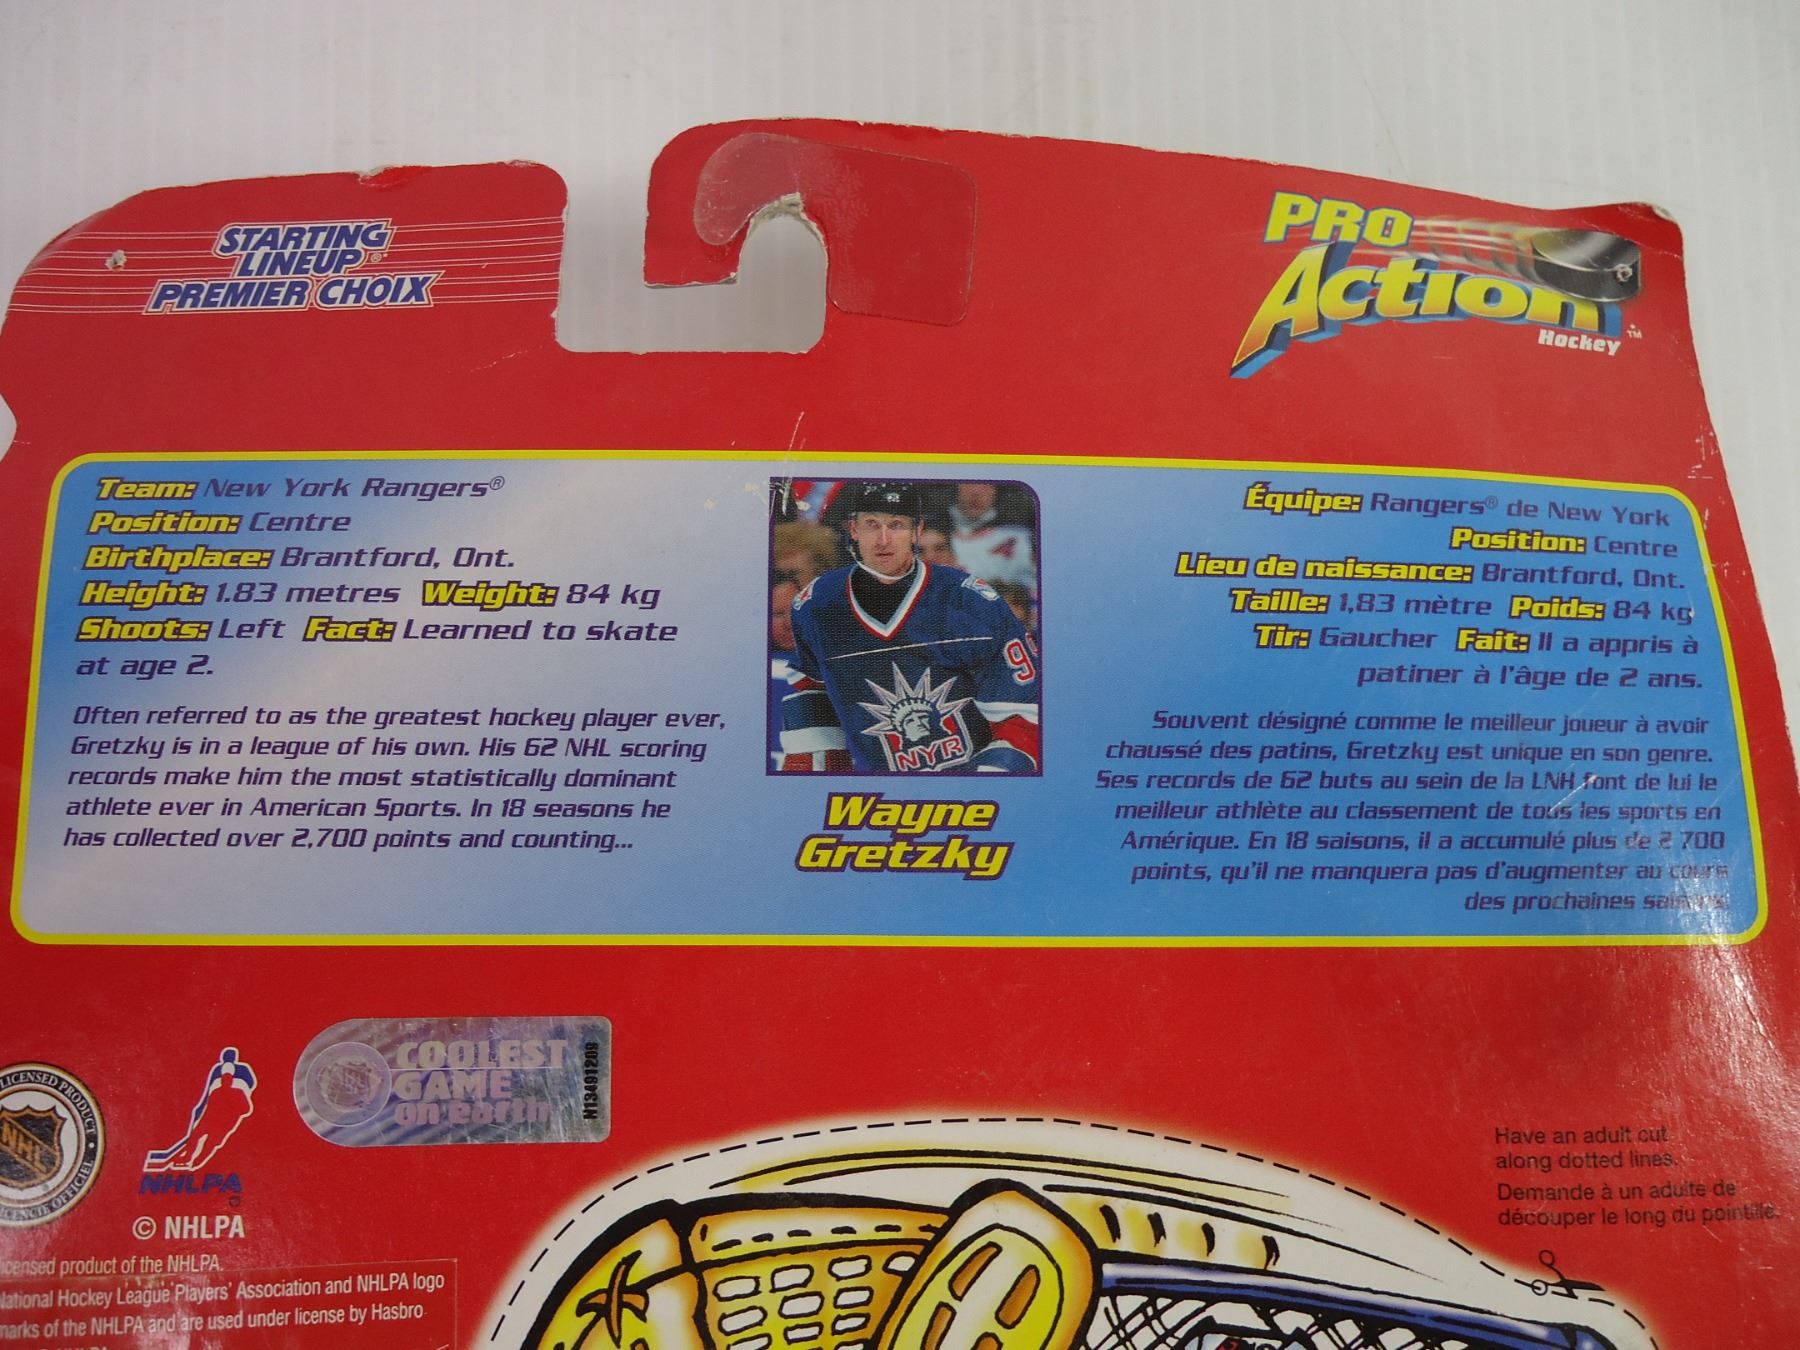 STARTING
LINEUP®
PREMIER CHOIX
PRO
Action
Hockey™
Team: New York Rangers®
Position: Centre
Birthplace: Brantford, Ont.
Height: 1.83 metres Weight: 84 kg
Shoots: Left Fact: Learned to skate
at age 2.
Often referred to as the greatest hockey player ever,
Gretzky is in a league of his own. His 62 NHL scoring
records make him the most statistically dominant
athlete ever in American Sports. In 18 seasons he
has collected over 2,700 points and counting...
NYR
Wayne
Gretzky
Équipe: Rangers® de New York
Position: Centre
Lieu de naissance: Brantford, Ont.
Taille: 1,83 mètre Poids: 84 kg
Tir: Gaucher Fait: Il a appris à
patiner à l'âge de 2 ans.
Souvent désigné comme le meilleur joueur à avoir
chaussé des patins, Gretzky est unique en son genre.
Ses records de 62 buts au sein de la LNH font de lui le
meilleur athlète au classement de tous les sports en
Amérique. En 18 saisons, il a accumulé plus de 2 700
points, qu'il ne manquera pas d'augmenter au cours
des prochaines saisons.
COOLEST
GAME
on earth
N13491209
LICENSED PRODUCT
NHL
LICENCIÉ OFFICIEL
NHLPA
© NHLPA
licensed product of the NHLPA.
National Hockey League Players' Association and NHLPA logo
marks of the NHLPA and are used under license by Hasbro.
Have an adult cut
along dotted lines.
Demande à un adulte de
découper le long du pointillé.